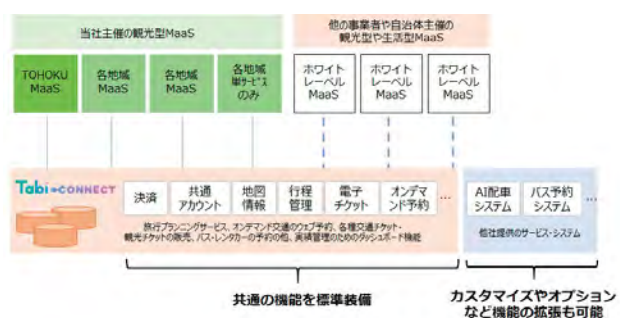 当社主催の観光型MaaS
他の事業者や自治体主催の
観光型や生活型MaaS
TOHOKU
MaaS
各地域
MaaS
各地域
MaaS
各地域
単サービス
のみ
ホワイト
レーベル
MaaS
ホワイト
レーベル
MaaS
ホワイト
レーベル
MaaS
Tabi-CONNECT
決済
共通
アカウント
地図
情報
行程
管理
電子
チケット
オンデマ
ンド予約
…
旅行プランニングサービス、オンデマンド交通のウェブ予約、各種交通チケット・
観光チケットの販売、バス・レンタカーの予約の他、実績管理のためのダッシュボード機能
AI配車
システム
バス予約
システム
…
他社提供のサービス・システム
共通の機能を標準装備
カスタマイズやオプション
など機能の拡張も可能